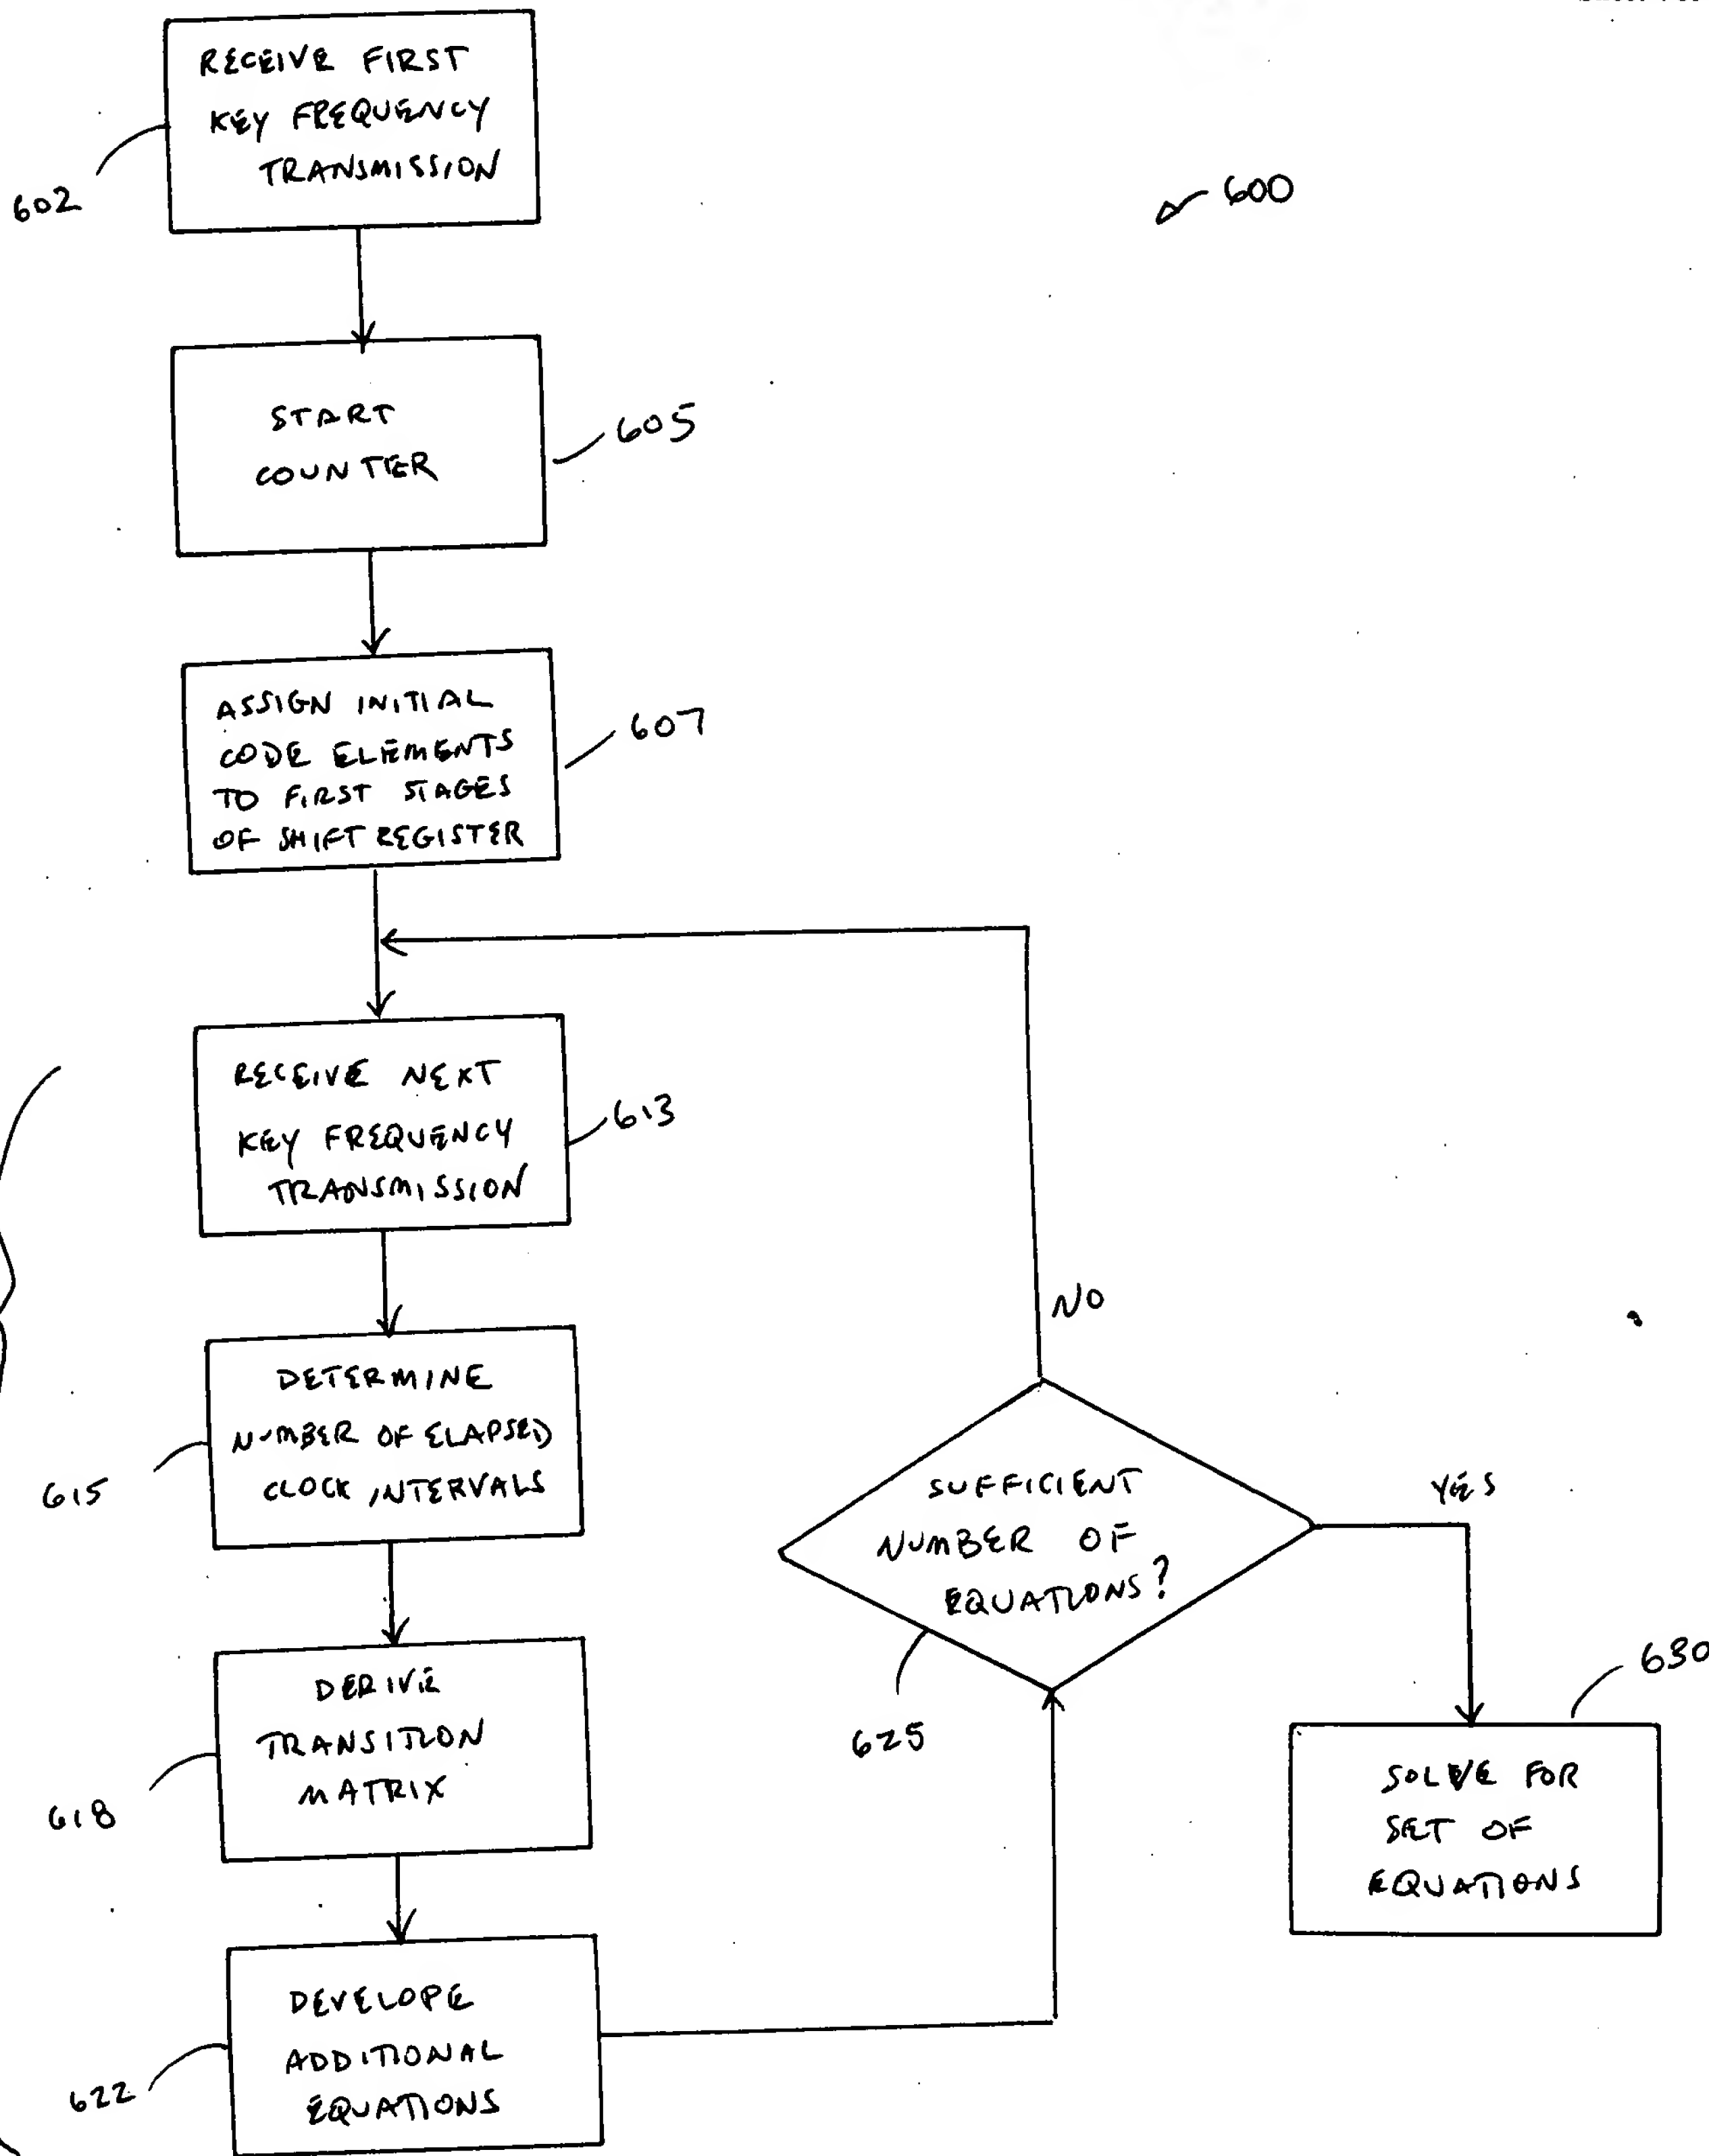 RECEIVE FIRST
KEY FREQUENCY
TRANSMISSION
602
600
START
COUNTER
605
ASSIGN INITIAL
CODE ELEMENTS
TO FIRST STAGES
OF SHIFT REGISTER
607
RECEIVE NEXT
KEY FREQUENCY
TRANSMISSION
613
DETERMINE
NUMBER OF ELAPSED
CLOCK INTERVALS
615
NO
SUFFICIENT
NUMBER OF
EQUATIONS?
625
YES
DERIVE
TRANSITION
MATRIX
618
630
SOLVE FOR
SET OF
EQUATIONS
DEVELOPE
ADDITIONAL
EQUATIONS
622